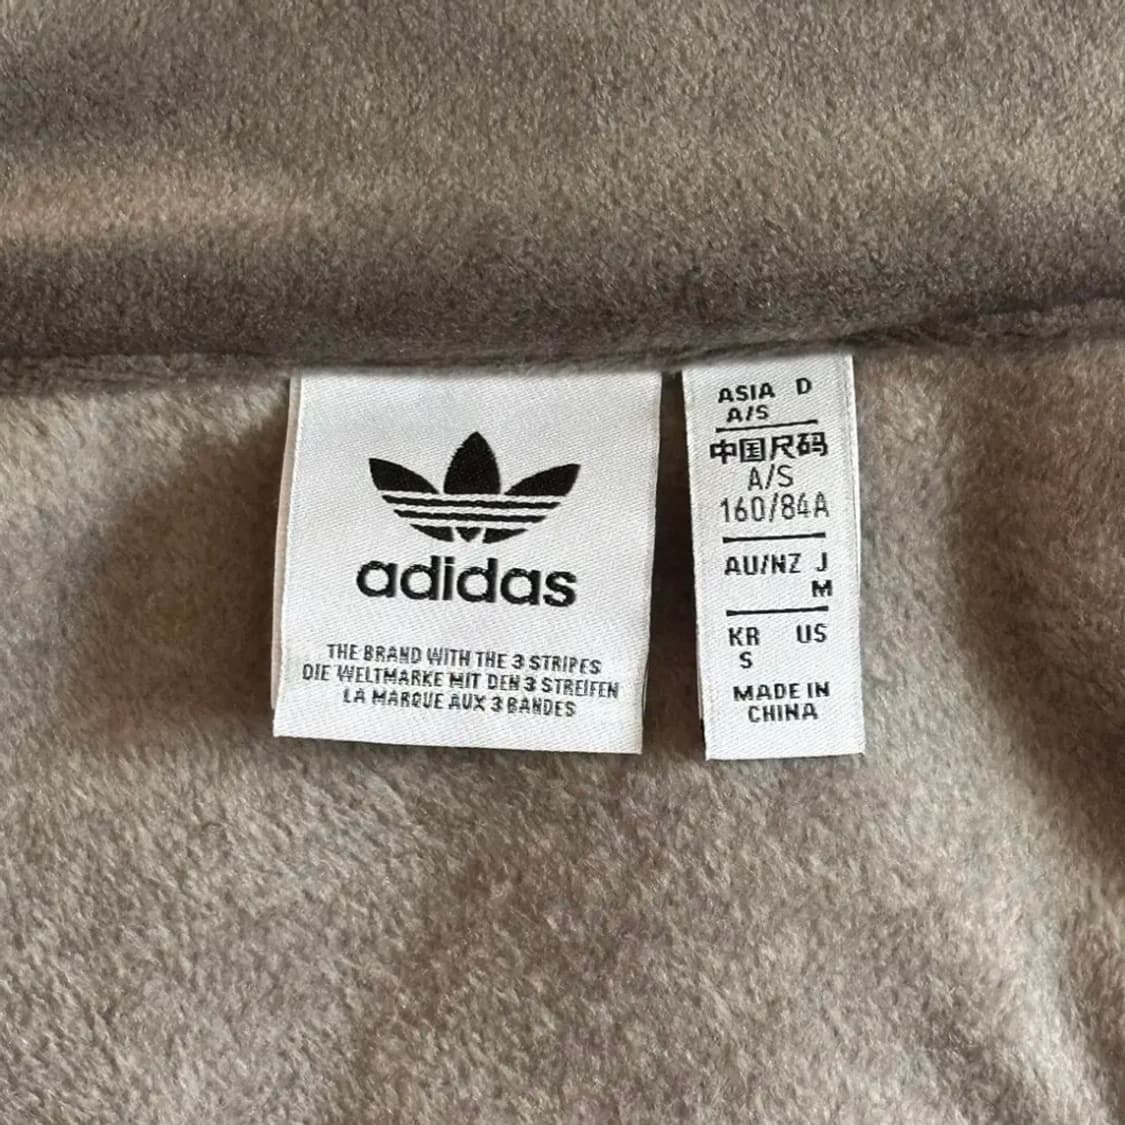 adidas
THE BRAND WITH THE 3 STRIPES
DIE WELTMARKE MIT DEN 3 STREIFEN
LA MARQUE AUX 3 BANDES
ASIA D
A/S
中国尺码
A/S
160/84A
AU/NZ J
M
KR US
S
MADE IN
CHINA